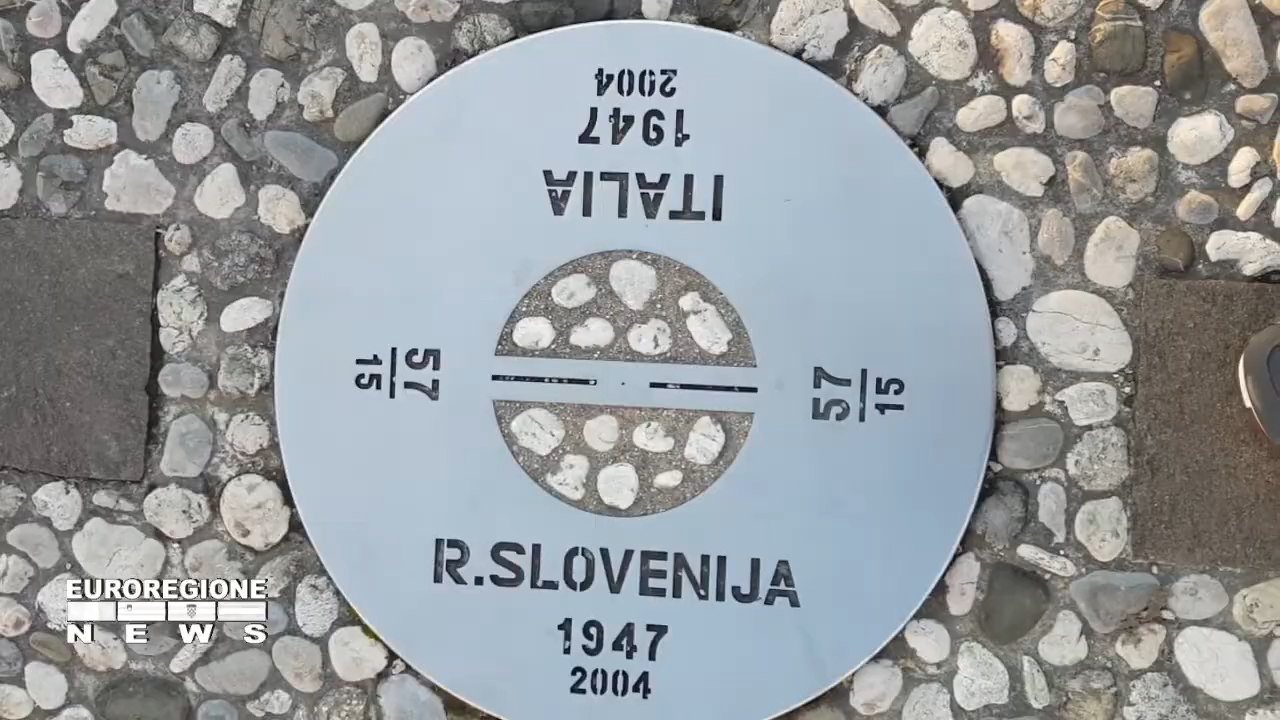 2004
1947
ITALIA
57
15
57
15
R.SLOVENIJA
1947
2004
EUROREGIONE
NEWS